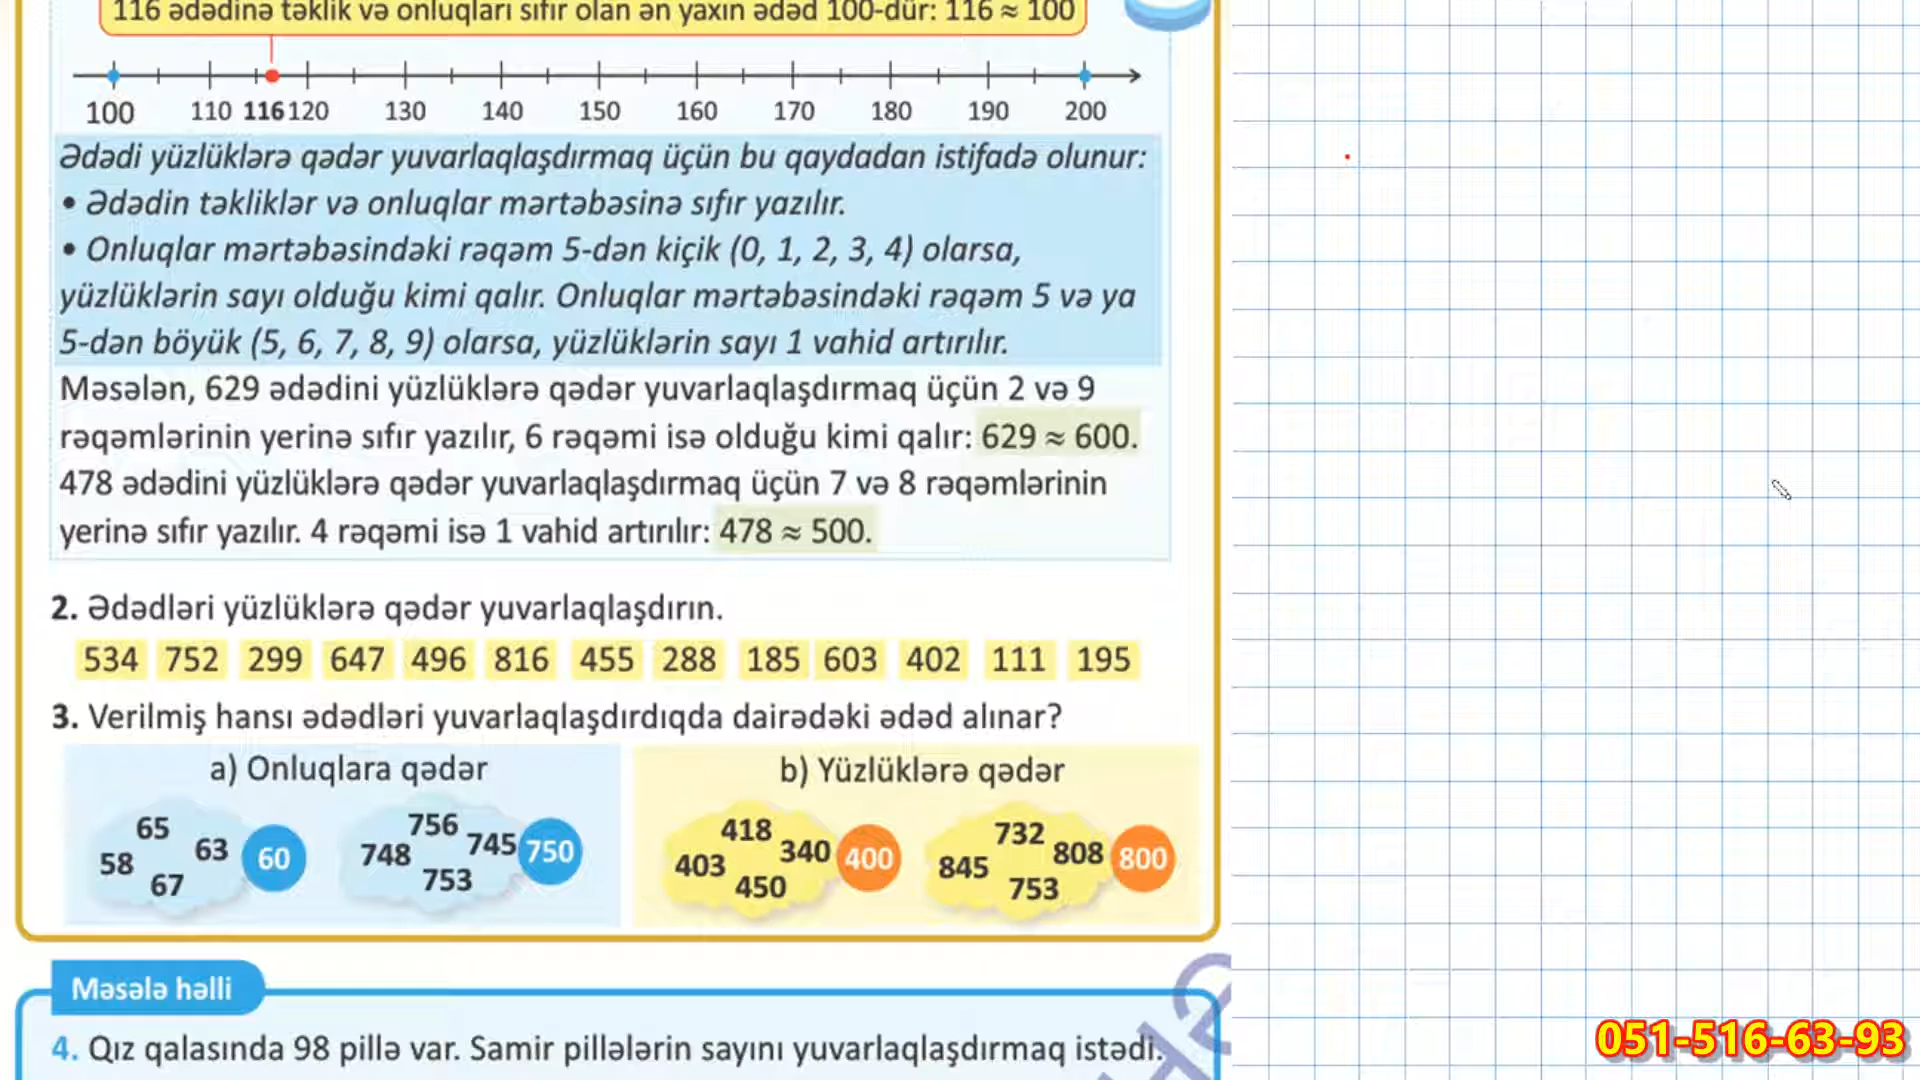 116 ədədinə təklik və onluqları sıfır olan ən yaxın ədəd 100-dür: 116 ≈ 100
100 110 116 120 130 140 150 160 170 180 190 200
Ədədi yüzlüklərə qədər yuvarlaqlaşdırmaq üçün bu qaydadan istifadə olunur:
• Ədədin təkliklər və onluqlar mərtəbəsinə sıfır yazılır.
• Onluqlar mərtəbəsindəki rəqəm 5-dən kiçik (0, 1, 2, 3, 4) olarsa,
yüzlüklərin sayı olduğu kimi qalır. Onluqlar mərtəbəsindəki rəqəm 5 və ya
5-dən böyük (5, 6, 7, 8, 9) olarsa, yüzlüklərin sayı 1 vahid artırılır.
Məsələn, 629 ədədini yüzlüklərə qədər yuvarlaqlaşdırmaq üçün 2 və 9
rəqəmlərinin yerinə sıfır yazılır, 6 rəqəmi isə olduğu kimi qalır: 629 ≈ 600.
478 ədədini yüzlüklərə qədər yuvarlaqlaşdırmaq üçün 7 və 8 rəqəmlərinin
yerinə sıfır yazılır. 4 rəqəmi isə 1 vahid artırılır: 478 ≈ 500.
2. Ədədləri yüzlüklərə qədər yuvarlaqlaşdırın.
534 752 299 647 496 816 455 288 185 603 402 111 195
3. Verilmiş hansı ədədləri yuvarlaqlaşdırdıqda dairədəki ədəd alınar?
a) Onluqlara qədər
65
58 63 60
67
756
748 745 750
753
b) Yüzlüklərə qədər
418
403 340 400
450
732
845 808 800
753
Məsələ həlli
4. Qız qalasında 98 pillə var. Samir pillələrin sayını yuvarlaqlaşdırmaq istədi.
051-516-63-93